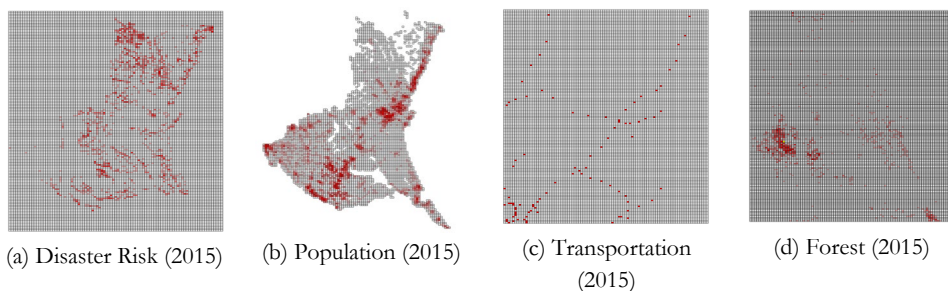 (a) Disaster Risk (2015)
(b) Population (2015)
(c) Transportation
(2015)
(d) Forest (2015)